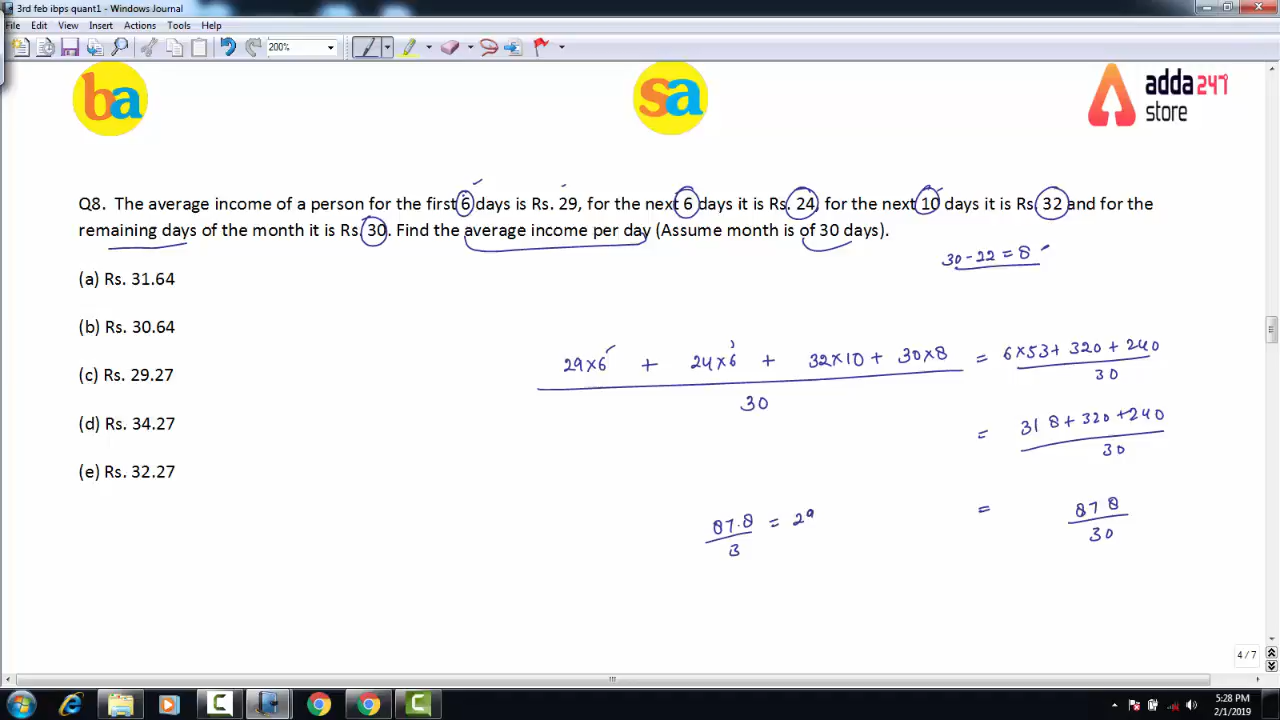 3rd feb ibps quant1 - Windows Journal
File Edit View Insert Actions Tools Help
200%
ba
sa
adda247
store
Q8. The average income of a person for the first 6 days is Rs. 29, for the next 6 days it is Rs. 24, for the next 10 days it is Rs 32 and for the
remaining days of the month it is Rs. 30. Find the average income per day (Assume month is of 30 days).
30-22 = 8
(a) Rs. 31.64
(b) Rs. 30.64
(c) Rs. 29.27
(d) Rs. 34.27
(e) Rs. 32.27
29×6 + 24×6 + 32×10 + 30×8 = 6×53+ 320 +240
30 30
= 318+320+240
30
87.8 = 29 = 878
3 30
4 / 7
5:28 PM
2/1/2019